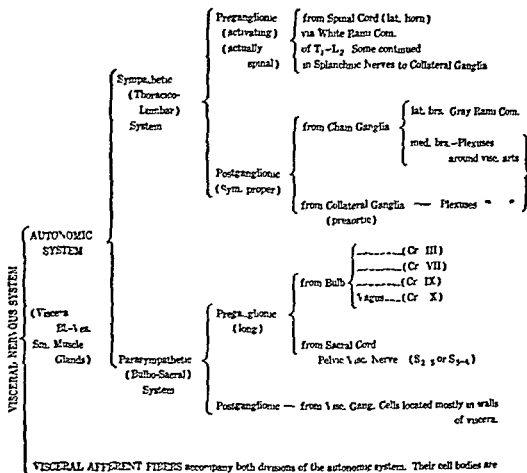 Preganglionic
(activating)
(actually
spinal)
from Spinal Cord (lat. horn)
via White Rami Com.
of T₁-L₂ Some continued
in Splanchnic Nerves to Collateral Ganglia
Sympathetic
(Thoracico-
Lumbar)
System
from Chain Ganglia
lat. brs. Gray Rami Com.
med. brs.-Plexuses
around visc. arts
Postganglionic
(Sym. proper)
from Collateral Ganglia — Plexuses " "
(preaortic)
VISCERAL NERVOUS SYSTEM
AUTONOMIC
SYSTEM
(Viscera
Bl.-Ves.
Sm. Muscle
Glands)
from Bulb
(Cr III)
(Cr VII)
(Cr IX)
Vagus (Cr X)
Preganglionic
(long)
from Sacral Cord
Pelvic Visc. Nerve
Parasympathetic
(Bulbo-Sacral)
System
Postganglionic — from Visc. Gang. Cells located mostly in walls
of viscera.
VISCERAL AFFERENT FIBERS accompany both divisions of the autonomic system. Their cell bodies are